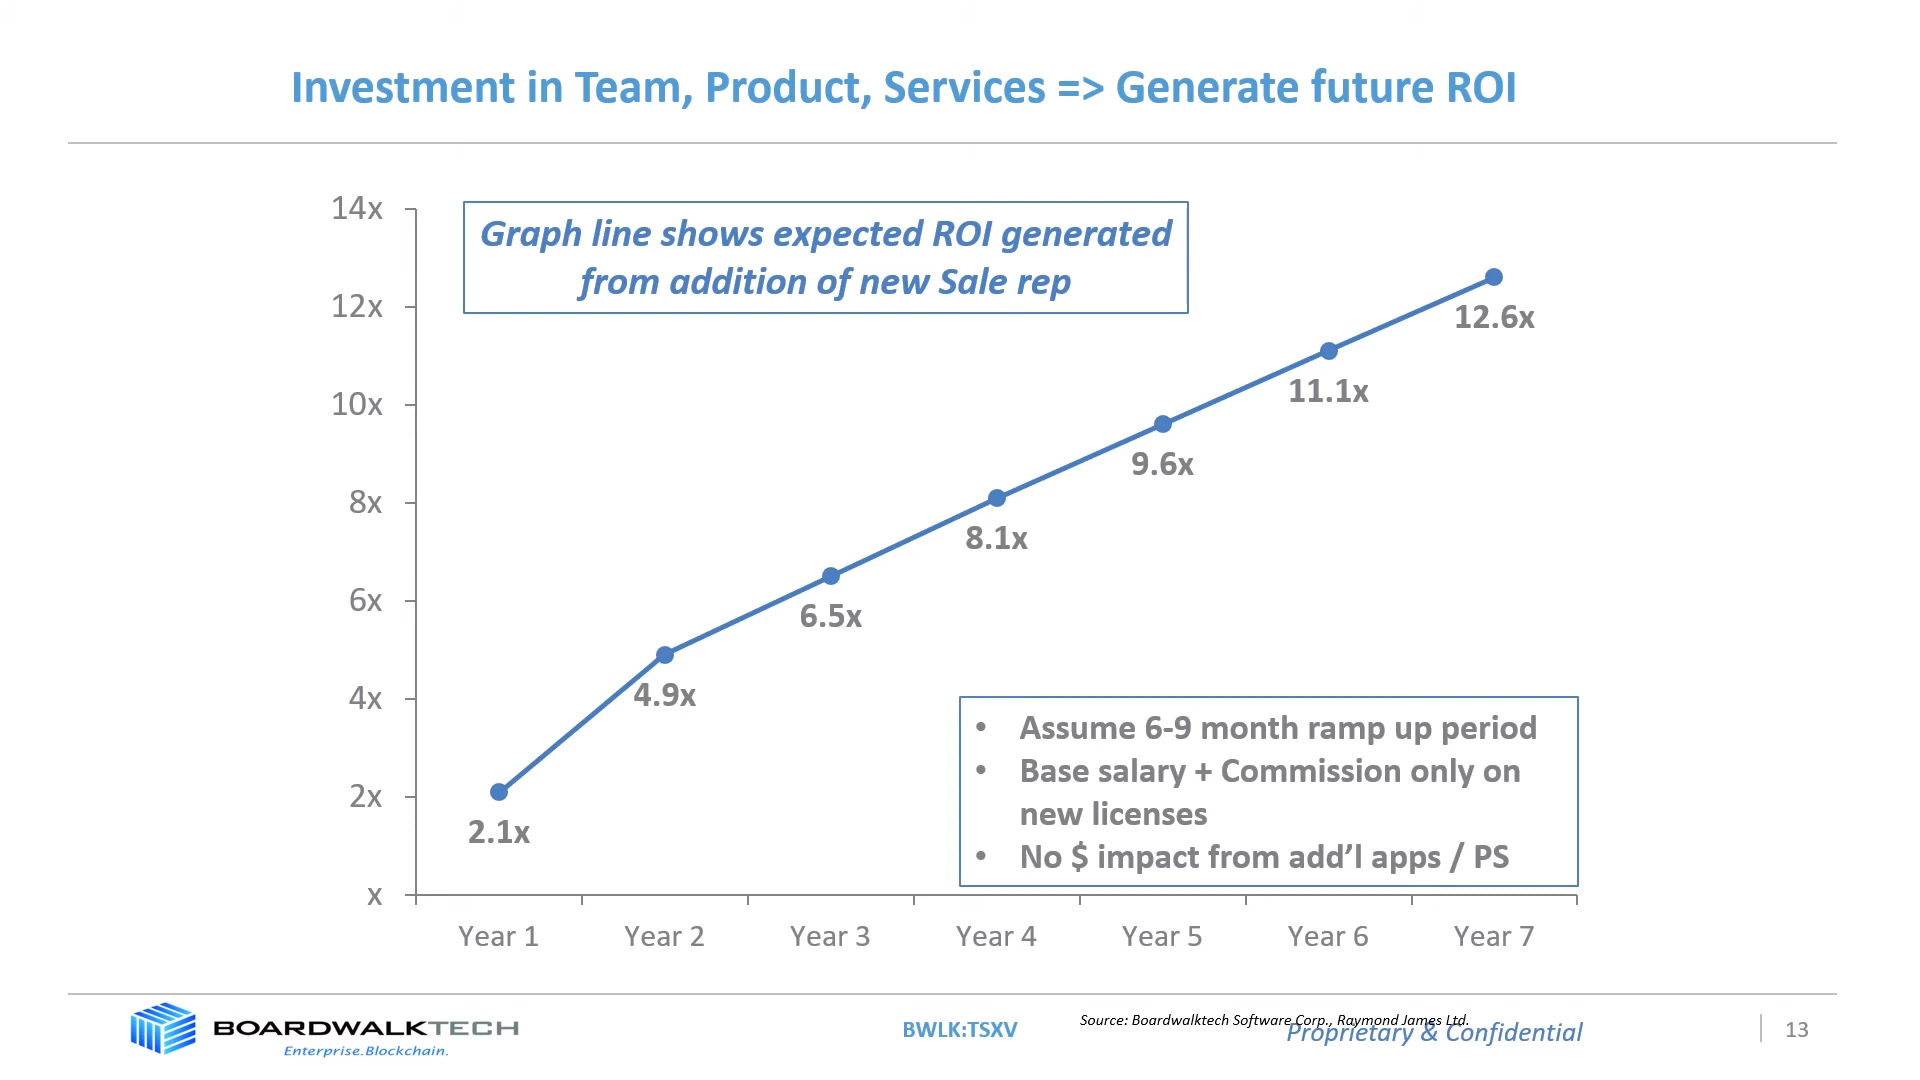 Investment in Team, Product, Services => Generate future ROI
14x
12x
10x
8x
6x
4x
2x
x
Graph line shows expected ROI generated
from addition of new Sale rep
2.1x
4.9x
6.5x
8.1x
9.6x
11.1x
12.6x
• Assume 6-9 month ramp up period
• Base salary + Commission only on
new licenses
• No $ impact from add’l apps / PS
Year 1 Year 2 Year 3 Year 4 Year 5 Year 6 Year 7
BOARDWALKTECH
Enterprise.Blockchain.
BWLK:TSXV
Source: Boardwalktech Software Corp., Raymond James Ltd.
Proprietary & Confidential
13